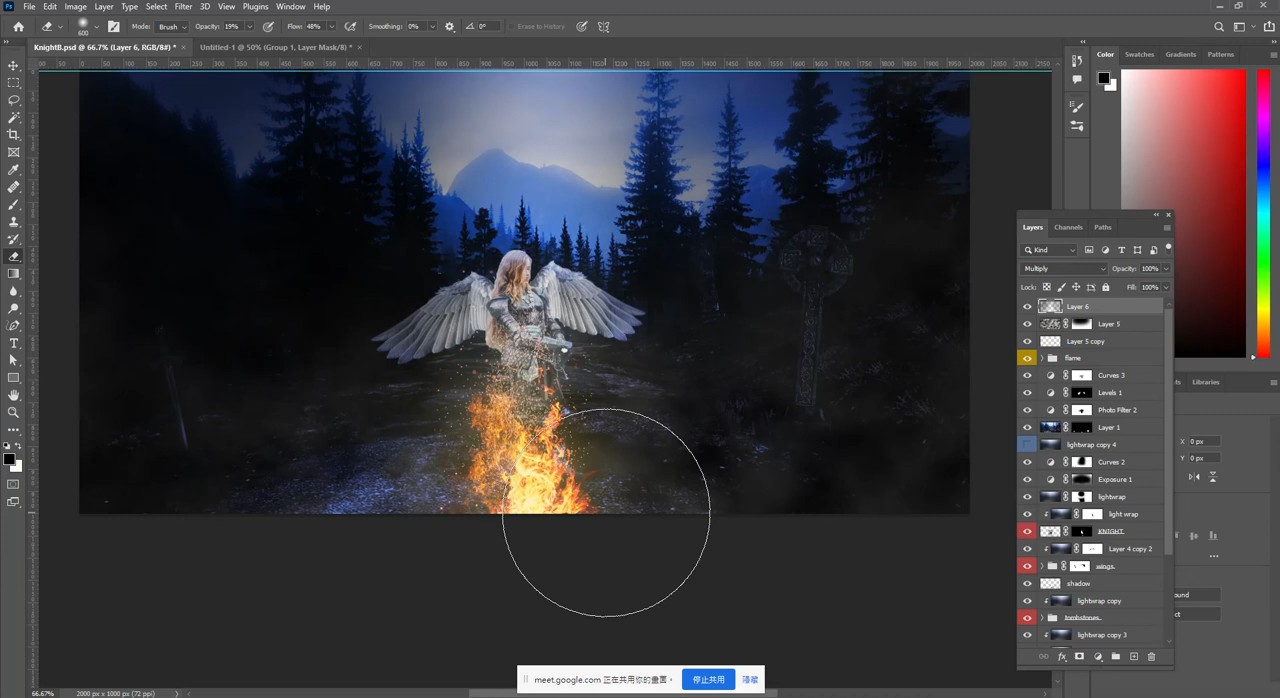 Ps File Edit Image Layer Type Select Filter 3D View Plugins Window Help
600 Mode: Brush Opacity: 19% Flow: 48% Smoothing: 0% 0° Erase to History
KnightB.psd @ 66.7% (Layer 6, RGB/8#) * × Untitled-1 @ 50% (Group 1, Layer Mask/8) * ×
Color Swatches Gradients Patterns
Layers Channels Paths
Kind
Multiply Opacity: 100%
Lock: Fill: 100%
Layer 6
Layer 5
Layer 5 copy
flame
Curves 3
Levels 1
Photo Filter 2
Layer 1
lightwrap copy 4
Curves 2
Exposure 1
lightwrap
light wrap
KNIGHT
Layer 4 copy 2
wings
shadow
lightwrap copy
tombstones
lightwrap copy 3
Libraries
X 0 px
Y 0 px
fx
meet.google.com 正在共用你的畫面。 停止共用 隱藏
66.67% 2000 px x 1000 px (72 ppi)